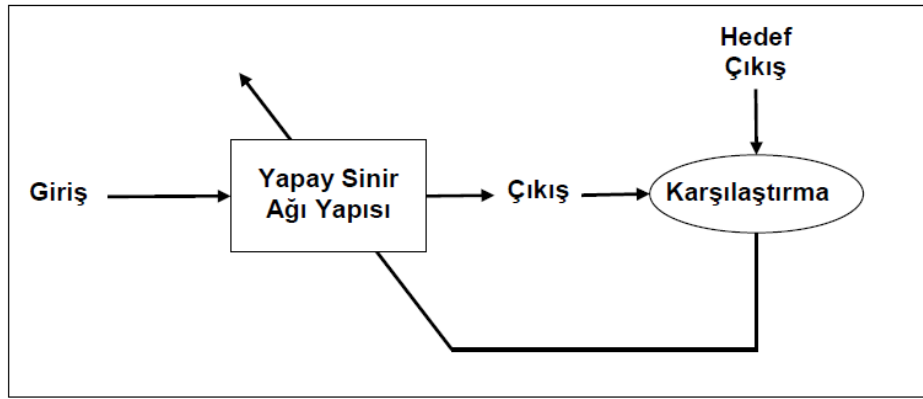 Hedef
Çıkış
Giriş
Yapay Sinir
Ağı Yapısı
Çıkış
Karşılaştırma